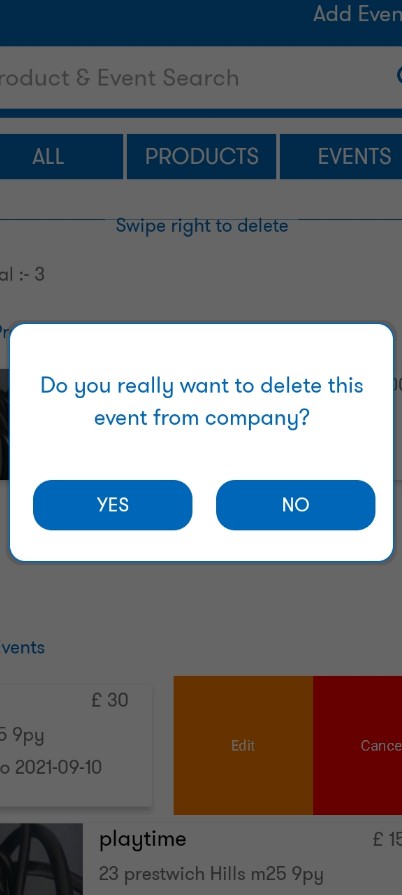 Add Even
roduct & Event Search
ALL
PRODUCTS
EVENTS
Swipe right to delete
al :- 3
Pr
00
Do you really want to delete this
event from company?
YES
NO
vents
£ 30
5 9py
o 2021-09-10
Edit
Cance
playtime
£ 15
23 prestwich Hills m25 9py